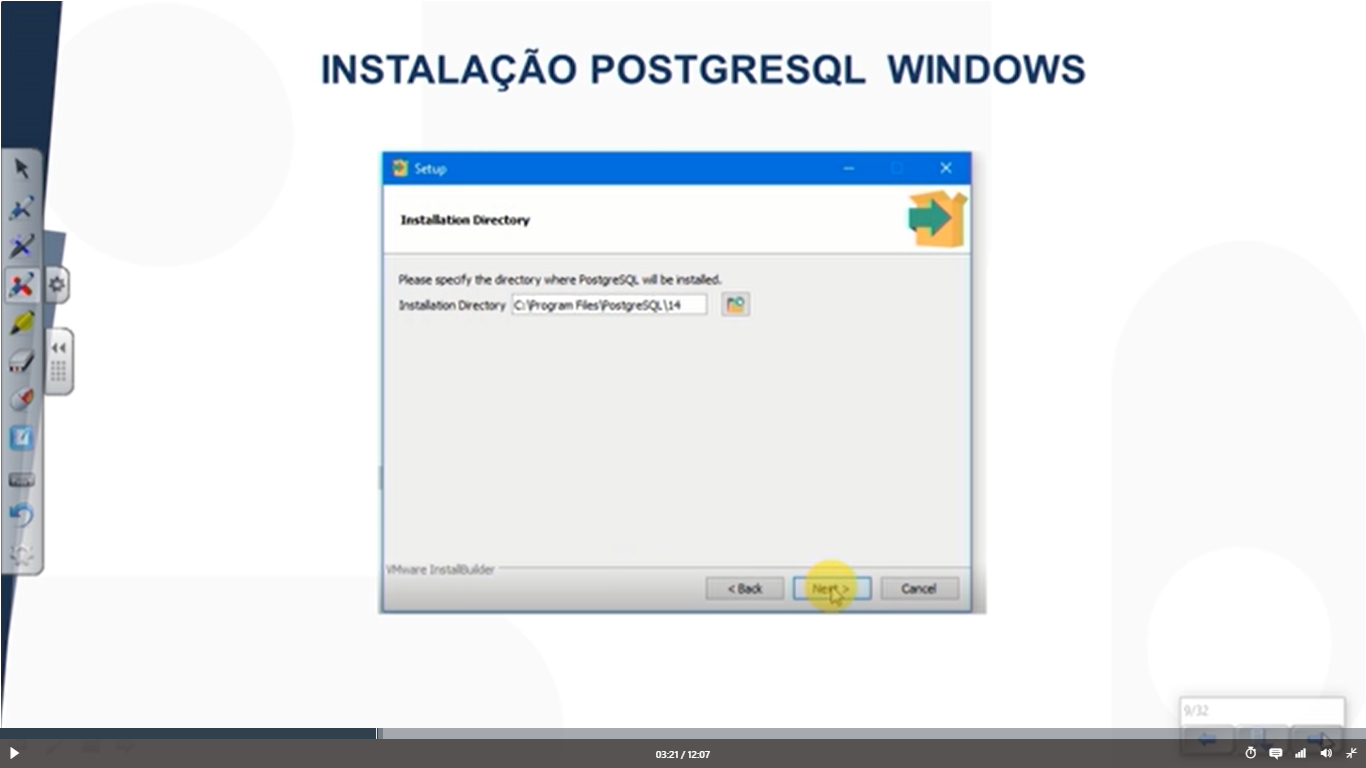 INSTALAÇÃO POSTGRESQL WINDOWS
Setup
Installation Directory
Please specify the directory where PostgreSQL will be installed.
Installation Directory C:\Program Files\PostgreSQL\14
VMware InstallBuilder
< Back Next > Cancel
9/32
03:21 / 12:07